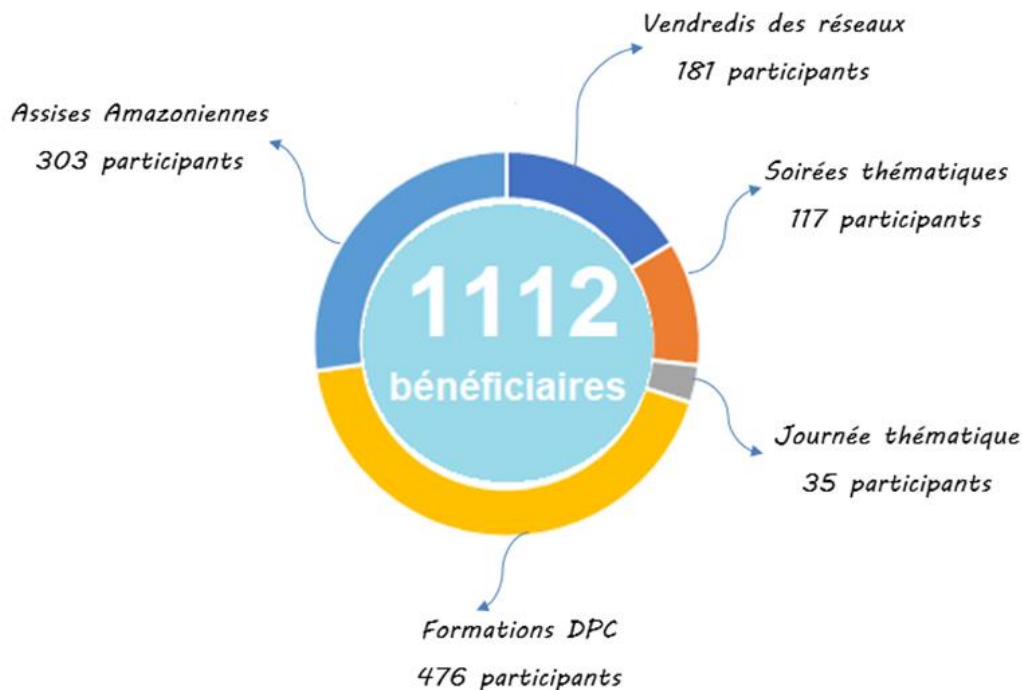 Vendredis des réseaux
181 participants
Assises Amazoniennes
303 participants
Soirées thématiques
117 participants
1112
bénéficiaires
Journée thématique
35 participants
Formations DPC
476 participants